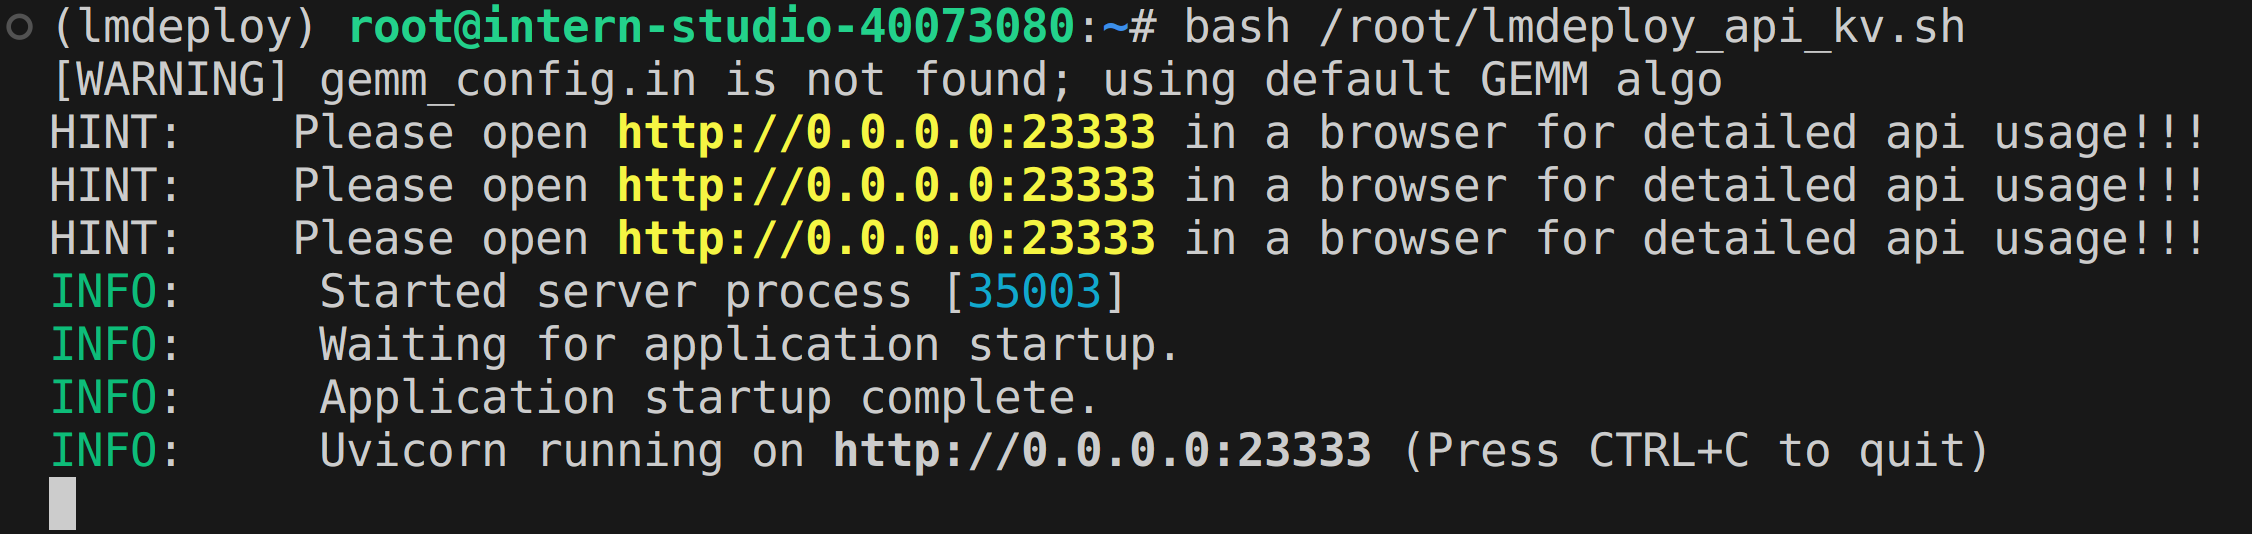 (lmdeploy) root@intern-studio-40073080:~# bash /root/lmdeploy_api_kv.sh
[WARNING] gemm_config.in is not found; using default GEMM algo
HINT:    Please open http://0.0.0.0:23333 in a browser for detailed api usage!!!
HINT:    Please open http://0.0.0.0:23333 in a browser for detailed api usage!!!
HINT:    Please open http://0.0.0.0:23333 in a browser for detailed api usage!!!
INFO:     Started server process [35003]
INFO:     Waiting for application startup.
INFO:     Application startup complete.
INFO:     Uvicorn running on http://0.0.0.0:23333 (Press CTRL+C to quit)